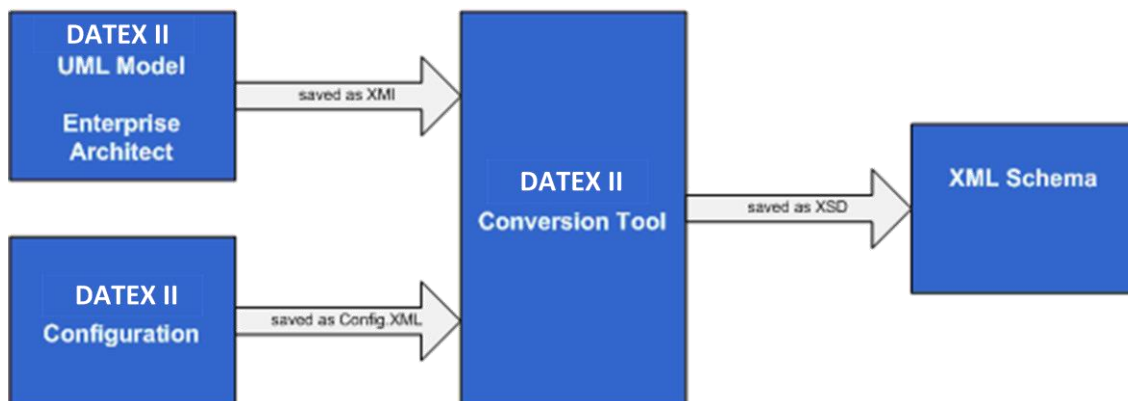 DATEX II
UML Model
Enterprise
Architect
saved as XMI
DATEX II
Configuration
saved as Config.XML
DATEX II
Conversion Tool
saved as XSD
XML Schema